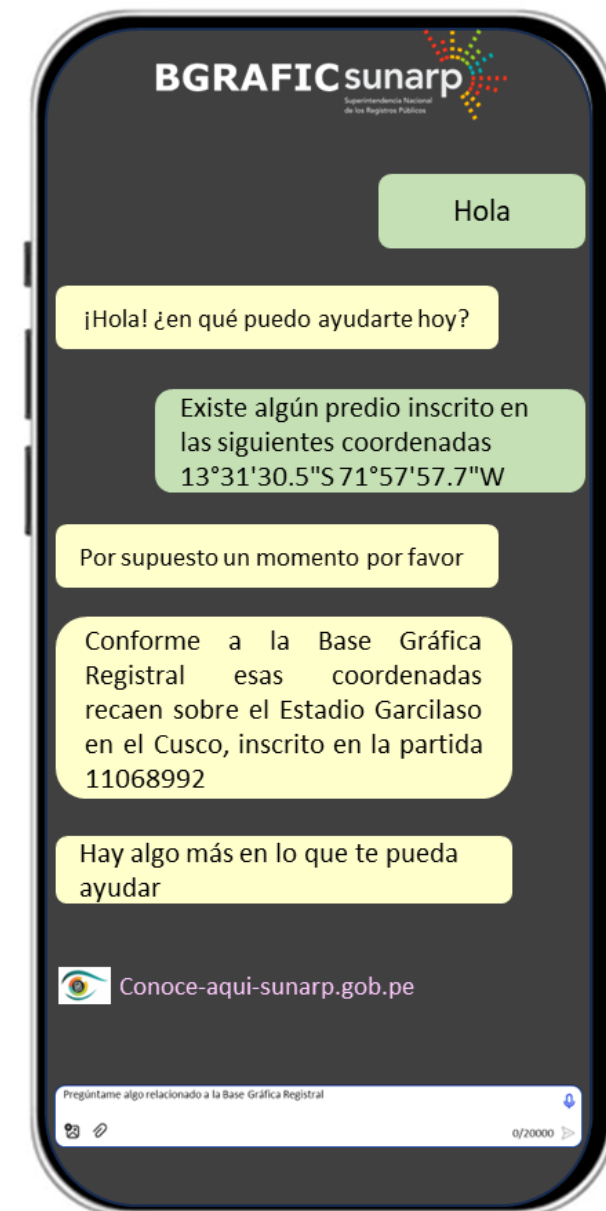 BGRAFIC sunarp
Superintendencia Nacional
de los Registros Públicos
Hola
¡Hola! ¿en qué puedo ayudarte hoy?
Existe algún predio inscrito en
las siguientes coordenadas
13°31'30.5"S 71°57'57.7"W
Por supuesto un momento por favor
Conforme a la Base Gráfica
Registral esas coordenadas
recaen sobre el Estadio Garcilaso
en el Cusco, inscrito en la partida
11068992
Hay algo más en lo que te pueda
ayudar
Conoce-aqui-sunarp.gob.pe
Pregúntame algo relacionado a la Base Gráfica Registral
0/20000